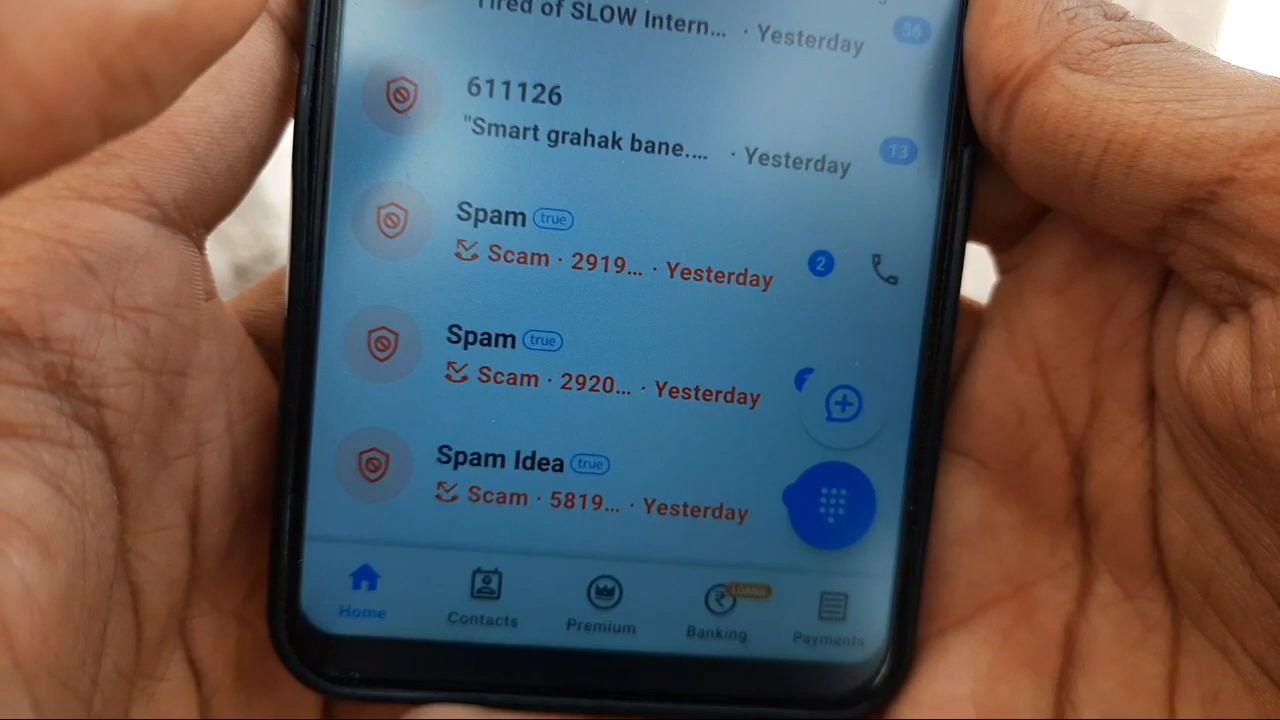 Tired of SLOW Intern... · Yesterday 56
611126
"Smart grahak bane.... · Yesterday 13
Spam true
Scam · 2919... · Yesterday 2
Spam true
Scam · 2920... · Yesterday
Spam Idea true
Scam · 5819... · Yesterday
Home Contacts Premium Banking LOANS Payments